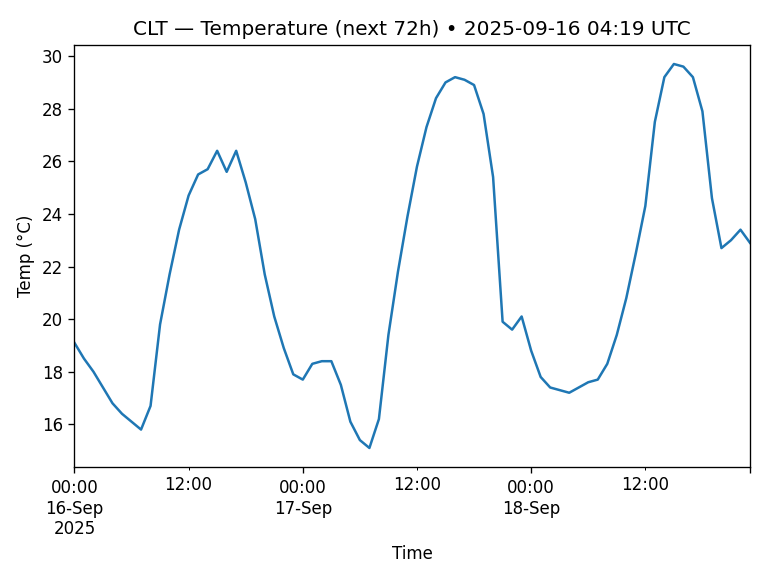 CLT — Temperature (next 72h) • 2025-09-16 04:19 UTC
30
28
26
24
22
20
18
16
Temp (°C)
00:00 12:00 00:00 12:00 00:00 12:00
16-Sep 17-Sep 18-Sep
2025
Time